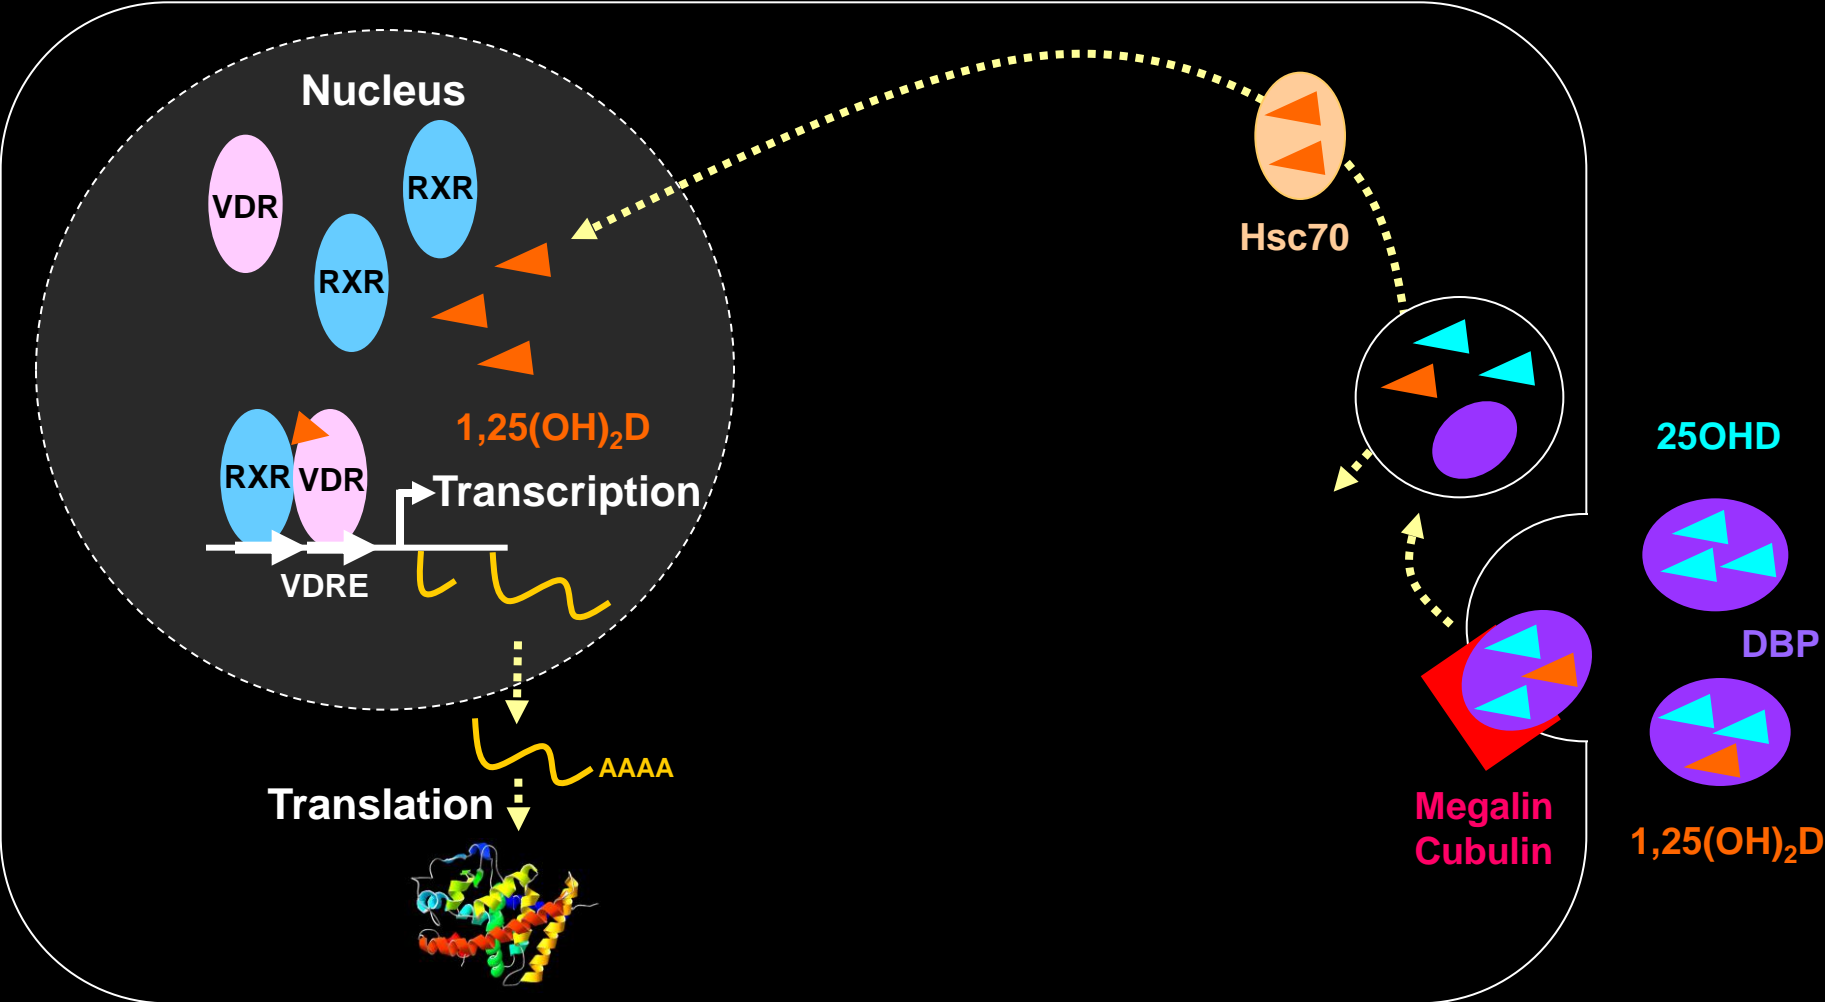 Nucleus
VDR
RXR
RXR
Hsc70
1,25(OH)₂D
RXR
VDR
Transcription
VDRE
25OHD
DBP
AAAA
Translation
Megalin
Cubulin
1,25(OH)₂D